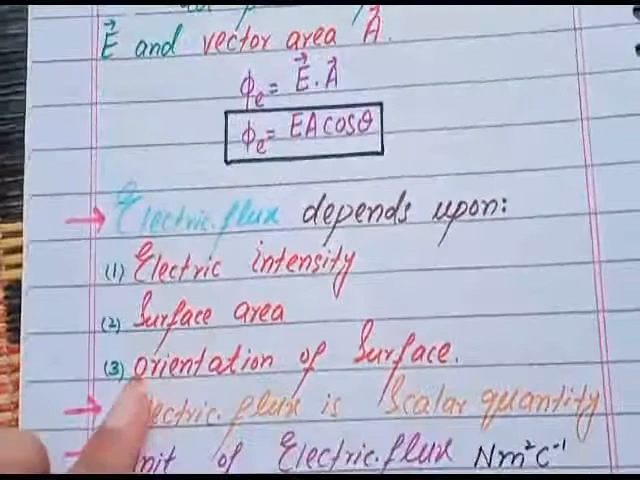 E⃗ and vector area A⃗.
ϕe = E⃗ . A⃗
ϕe = EA cosθ
→ Electric flux depends upon:
(1) Electric intensity
(2) Surface area
(3) orientation of Surface.
→ Electric flux is Scalar quantity
unit of Electric flux Nm²C⁻¹